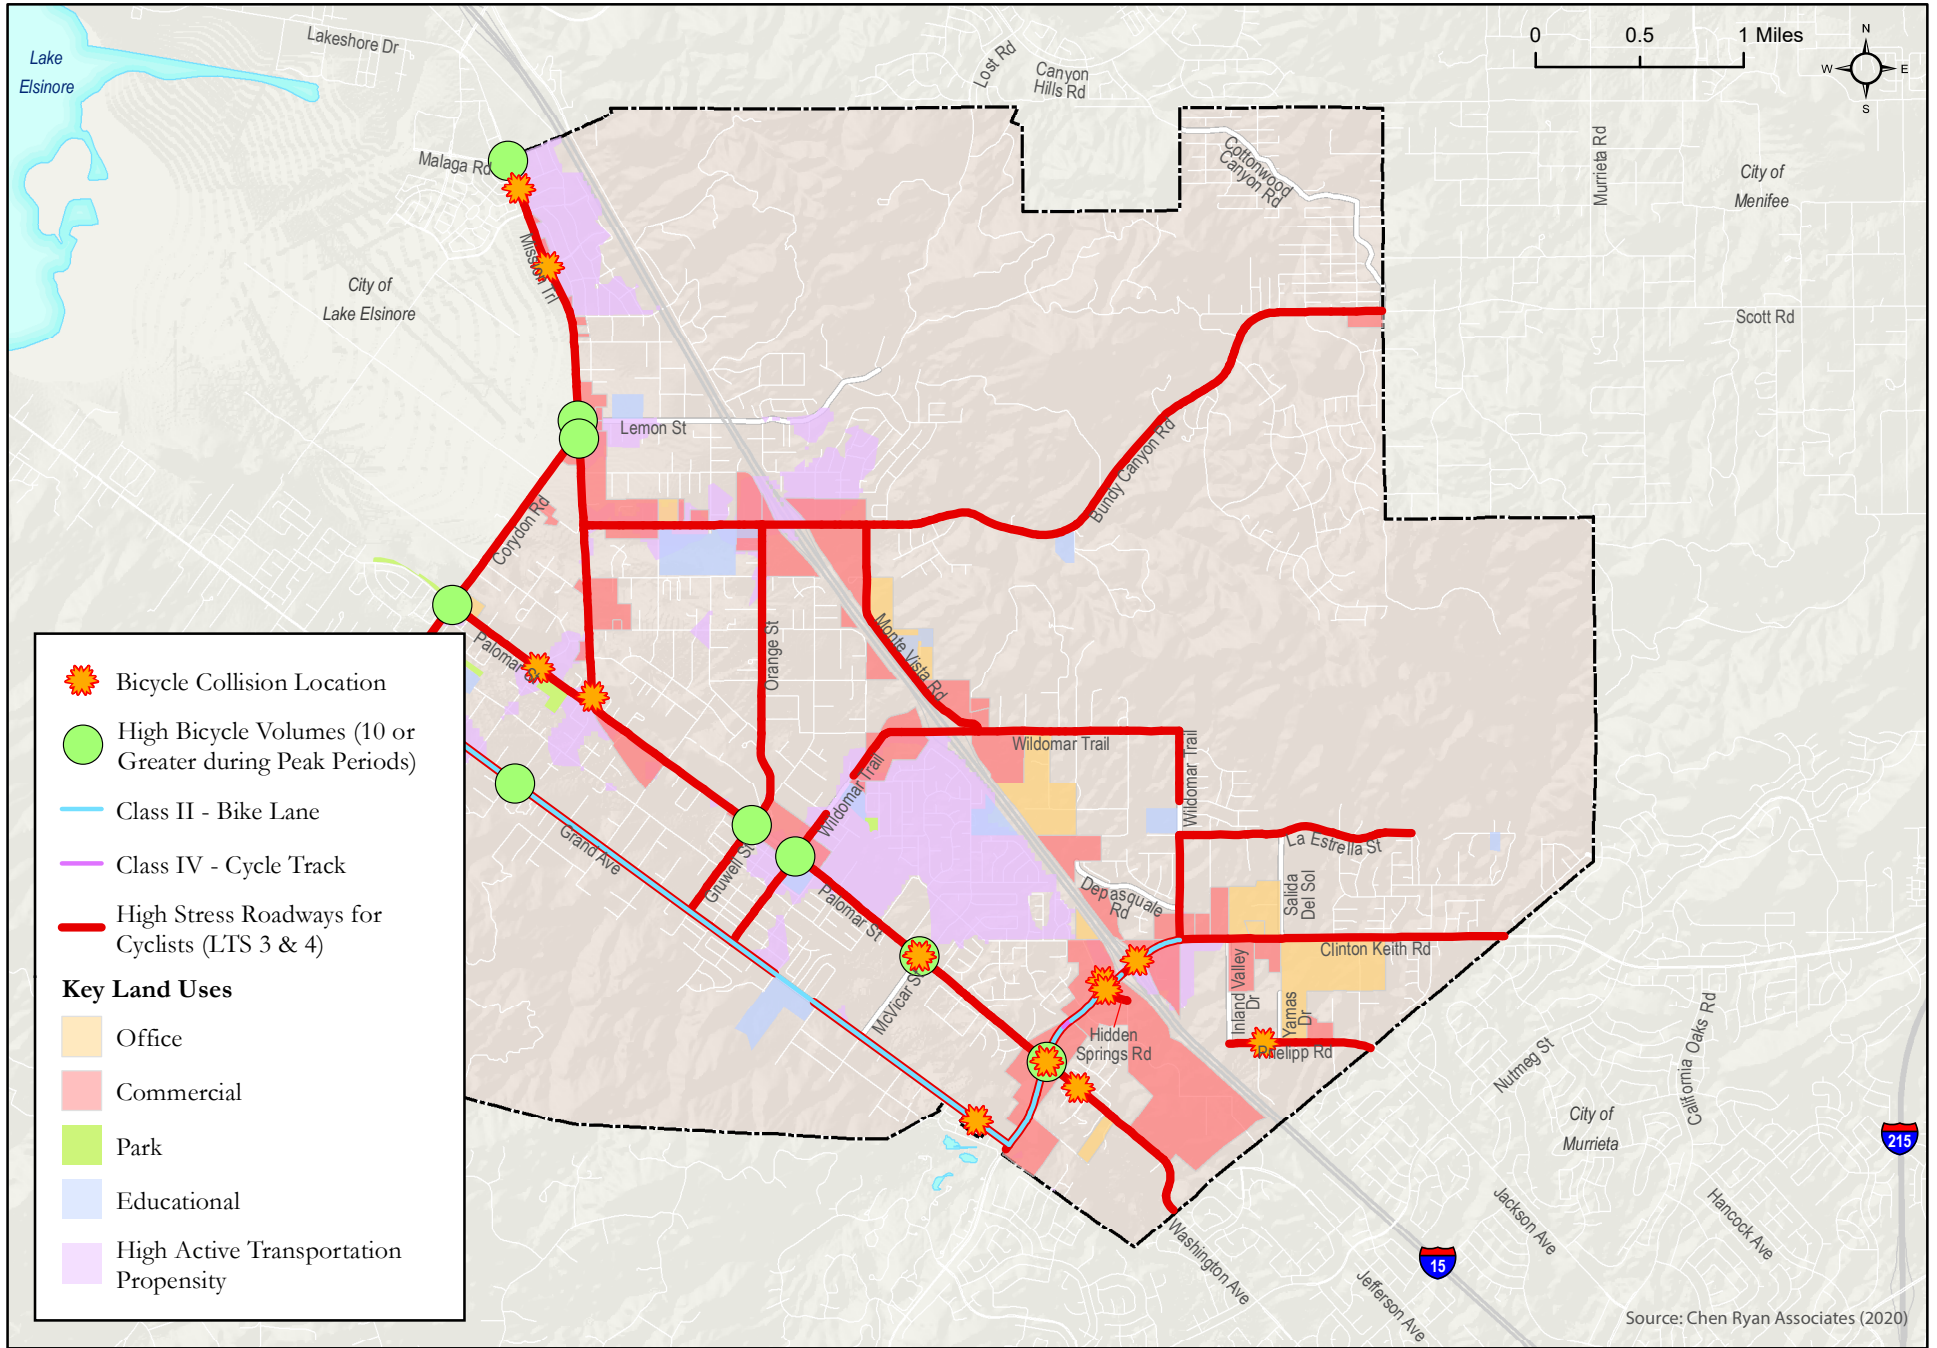 Lake
Elsinore
Lakeshore Dr
Lost Rd
Canyon
Hills Rd
0 0.5 1 Miles
N
W E
S
Malaga Rd
Cottonwood
Canyon Rd
Murrieta Rd
City of
Menifee
Mission Trl
City of
Lake Elsinore
Scott Rd
Lemon St
Bundy Canyon Rd
Corydon Rd
Orange St
Monte Vista Rd
Palomar St
Wildomar Trail
Wildomar Trail
Wildomar Trail
La Estrella St
Grand Ave
Gruwell St
Palomar St
Depasquale
Rd
Salida
Del Sol
Clinton Keith Rd
McVicar St
Inland Valley
Dr
Yamas
Dr
Hidden
Springs Rd
Prielipp Rd
Nutmeg St
California Oaks Rd
City of
Murrieta
215
Jackson Ave
Hancock Ave
Washington Ave
15
Jefferson Ave
Bicycle Collision Location
High Bicycle Volumes (10 or
Greater during Peak Periods)
Class II - Bike Lane
Class IV - Cycle Track
High Stress Roadways for
Cyclists (LTS 3 & 4)
Key Land Uses
Office
Commercial
Park
Educational
High Active Transportation
Propensity
Source: Chen Ryan Associates (2020)